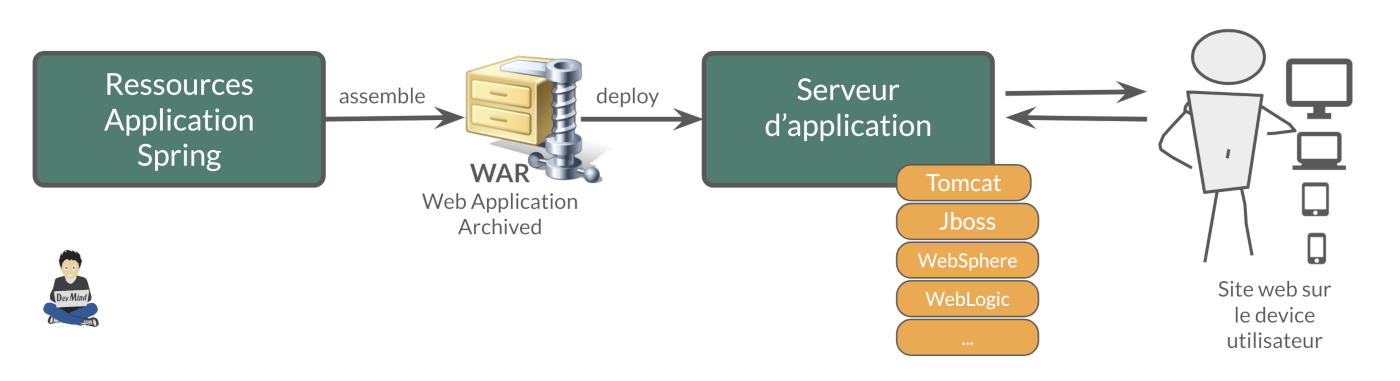 Ressources
Application
Spring
assemble
WAR
Web Application
Archived
deploy
Serveur
d'application
Tomcat
Jboss
WebSphere
WebLogic
...
Site web sur
le device
utilisateur
Dev Mind